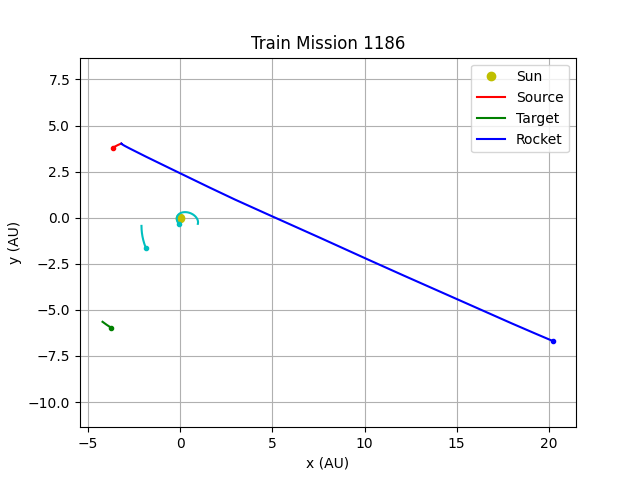 Train Mission 1186
Sun
Source
Target
Rocket
7.5
5.0
2.5
0.0
−2.5
−5.0
−7.5
−10.0
y (AU)
−5 0 5 10 15 20
x (AU)